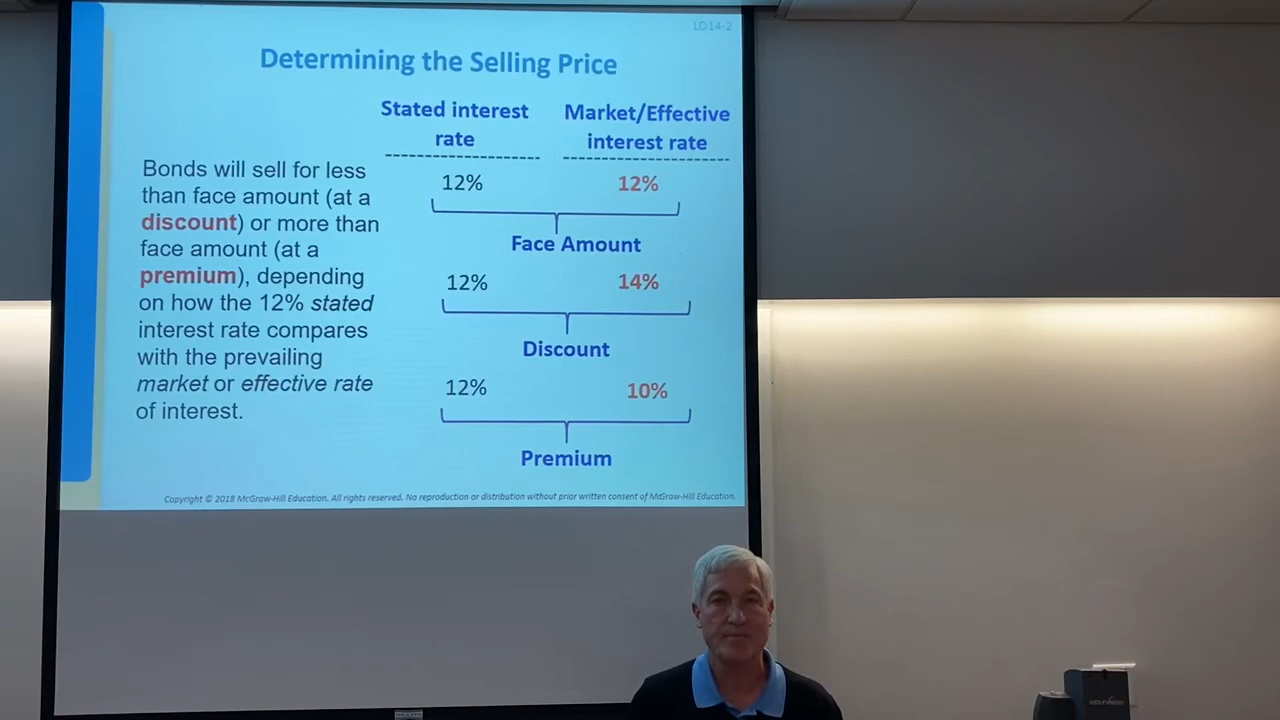 LO14-2
Determining the Selling Price
Stated interest
rate
Market/Effective
interest rate
Bonds will sell for less
than face amount (at a
discount) or more than
face amount (at a
premium), depending
on how the 12% stated
interest rate compares
with the prevailing
market or effective rate
of interest.
12% 12%
Face Amount
12% 14%
Discount
12% 10%
Premium
Copyright © 2018 McGraw-Hill Education. All rights reserved. No reproduction or distribution without prior written consent of McGraw-Hill Education.